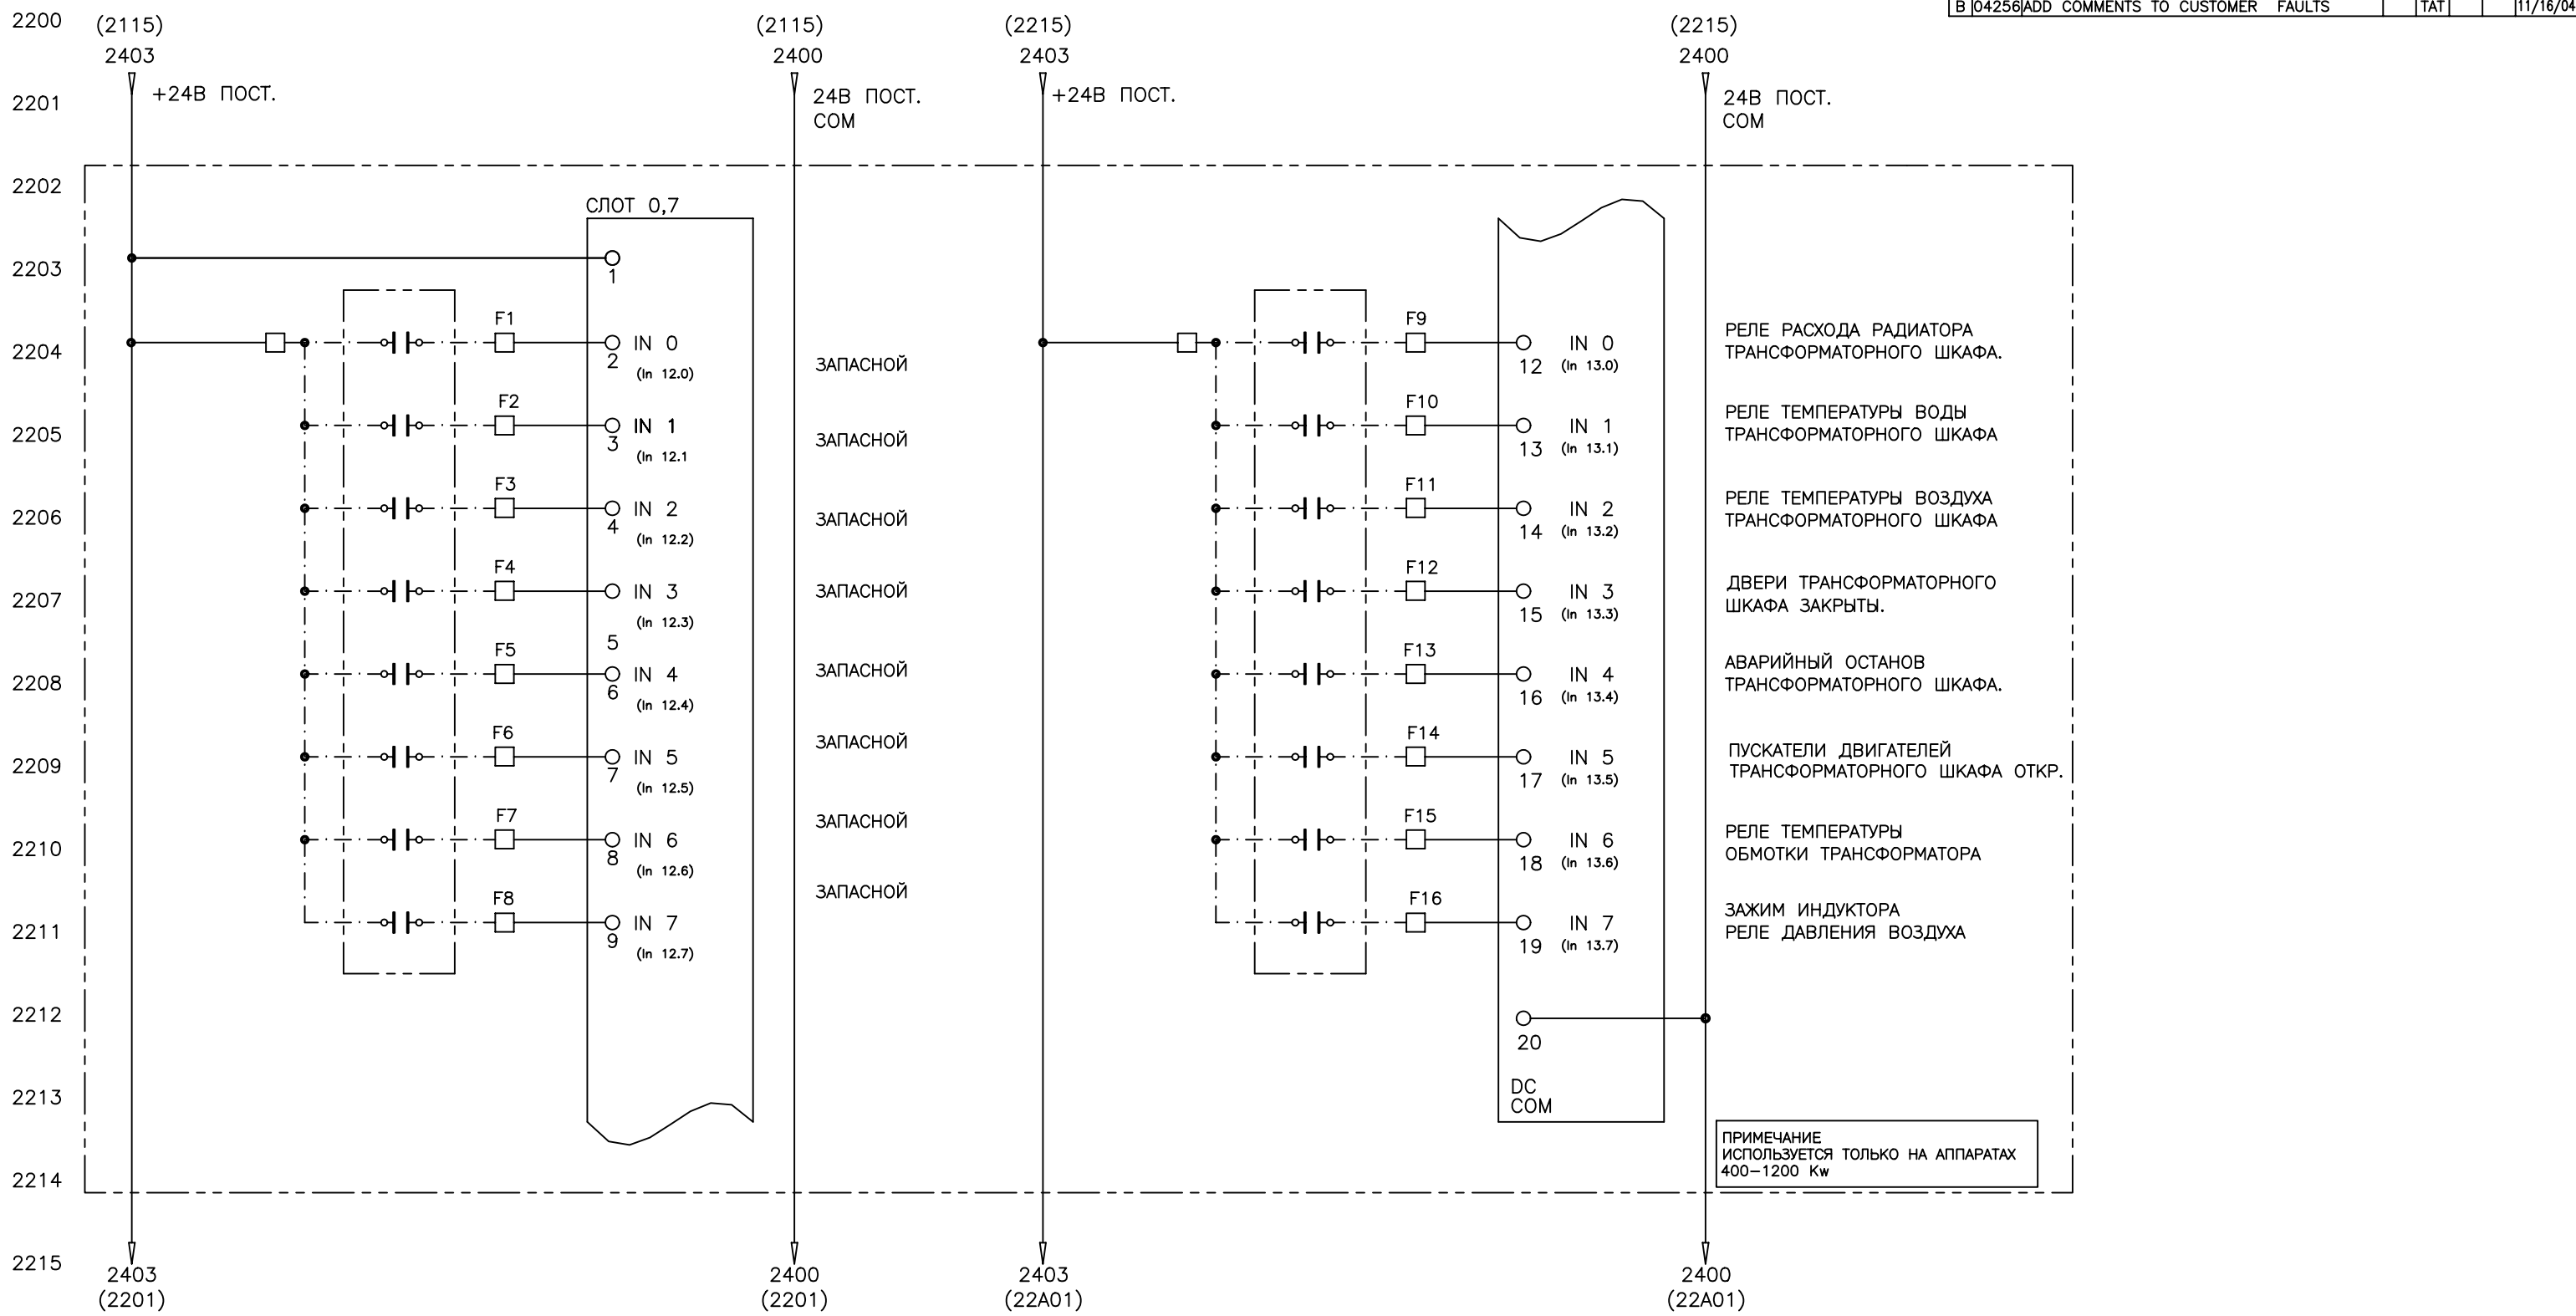 B 04256 ADD COMMENTS TO CUSTOMER FAULTS TAT 11/16/04
2200
(2115)
2403
(2115)
2400
(2215)
2403
(2215)
2400
2201
+24В ПОСТ.
24В ПОСТ.
COM
+24В ПОСТ.
24В ПОСТ.
COM
2202
СЛОТ 0,7
2203
1
2204
F1
IN 0
2
(In 12.0)
ЗАПАСНОЙ
F9
IN 0
12 (In 13.0)
РЕЛЕ РАСХОДА РАДИАТОРА
ТРАНСФОРМАТОРНОГО ШКАФА.
2205
F2
IN 1
3
(In 12.1
ЗАПАСНОЙ
F10
IN 1
13 (In 13.1)
РЕЛЕ ТЕМПЕРАТУРЫ ВОДЫ
ТРАНСФОРМАТОРНОГО ШКАФА
2206
F3
IN 2
4
(In 12.2)
ЗАПАСНОЙ
F11
IN 2
14 (In 13.2)
РЕЛЕ ТЕМПЕРАТУРЫ ВОЗДУХА
ТРАНСФОРМАТОРНОГО ШКАФА
2207
F4
IN 3
(In 12.3)
5
ЗАПАСНОЙ
F12
IN 3
15 (In 13.3)
ДВЕРИ ТРАНСФОРМАТОРНОГО
ШКАФА ЗАКРЫТЫ.
2208
F5
IN 4
6
(In 12.4)
ЗАПАСНОЙ
F13
IN 4
16 (In 13.4)
АВАРИЙНЫЙ ОСТАНОВ
ТРАНСФОРМАТОРНОГО ШКАФА.
2209
F6
IN 5
7
(In 12.5)
ЗАПАСНОЙ
F14
IN 5
17 (In 13.5)
ПУСКАТЕЛИ ДВИГАТЕЛЕЙ
ТРАНСФОРМАТОРНОГО ШКАФА ОТКР.
2210
F7
IN 6
8
(In 12.6)
ЗАПАСНОЙ
F15
IN 6
18 (In 13.6)
РЕЛЕ ТЕМПЕРАТУРЫ
ОБМОТКИ ТРАНСФОРМАТОРА
2211
F8
IN 7
9
(In 12.7)
ЗАПАСНОЙ
F16
IN 7
19 (In 13.7)
ЗАЖИМ ИНДУКТОРА
РЕЛЕ ДАВЛЕНИЯ ВОЗДУХА
2212
20
2213
DC
COM
2214
ПРИМЕЧАНИЕ
ИСПОЛЬЗУЕТСЯ ТОЛЬКО НА АППАРАТАХ
400-1200 Kw
2215
2403
(2201)
2400
(2201)
2403
(22A01)
2400
(22A01)